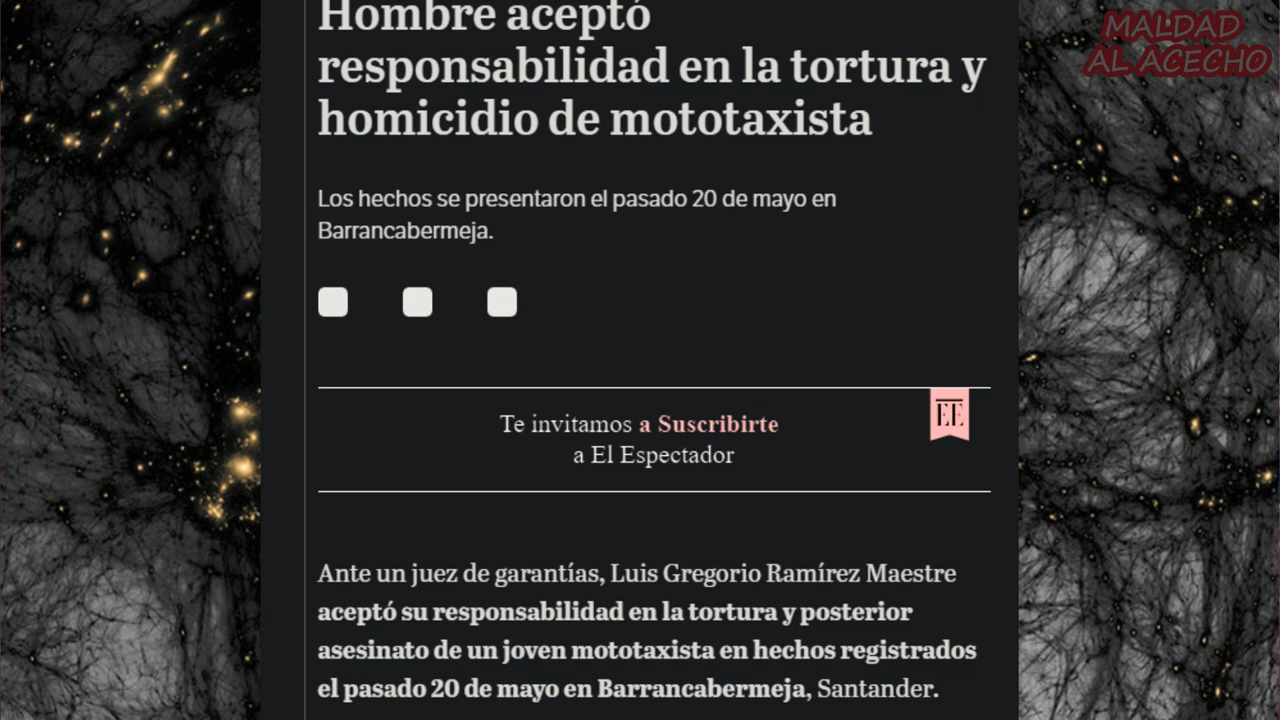 Hombre aceptó
responsabilidad en la tortura y
homicidio de mototaxista
MALDAD
AL ACECHO
Los hechos se presentaron el pasado 20 de mayo en
Barrancabermeja.
Te invitamos a Suscribirte
a El Espectador
EE
Ante un juez de garantías, Luis Gregorio Ramírez Maestre
aceptó su responsabilidad en la tortura y posterior
asesinato de un joven mototaxista en hechos registrados
el pasado 20 de mayo en Barrancabermeja, Santander.